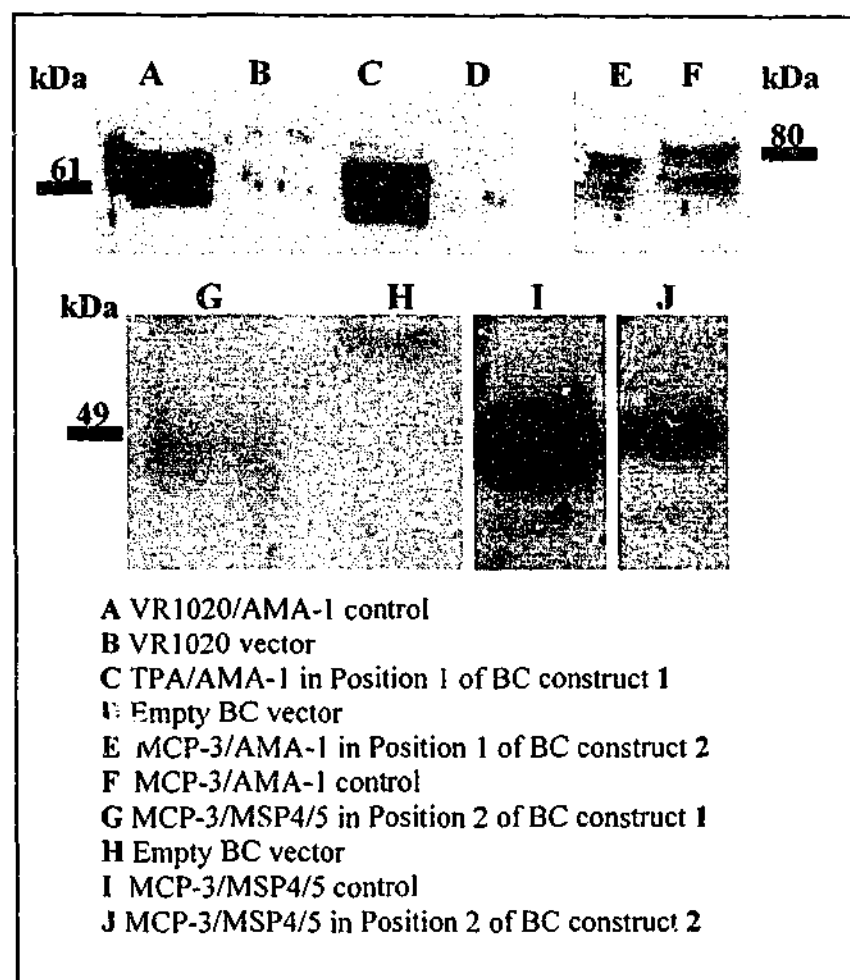 kDa A B C D E F kDa
61 80
kDa G H I J
49
A VR1020/AMA-1 control
B VR1020 vector
C TPA/AMA-1 in Position 1 of BC construct 1
Empty BC vector
E MCP-3/AMA-1 in Position 1 of BC construct 2
F MCP-3/AMA-1 control
G MCP-3/MSP4/5 in Position 2 of BC construct 1
H Empty BC vector
I MCP-3/MSP4/5 control
J MCP-3/MSP4/5 in Position 2 of BC construct 2